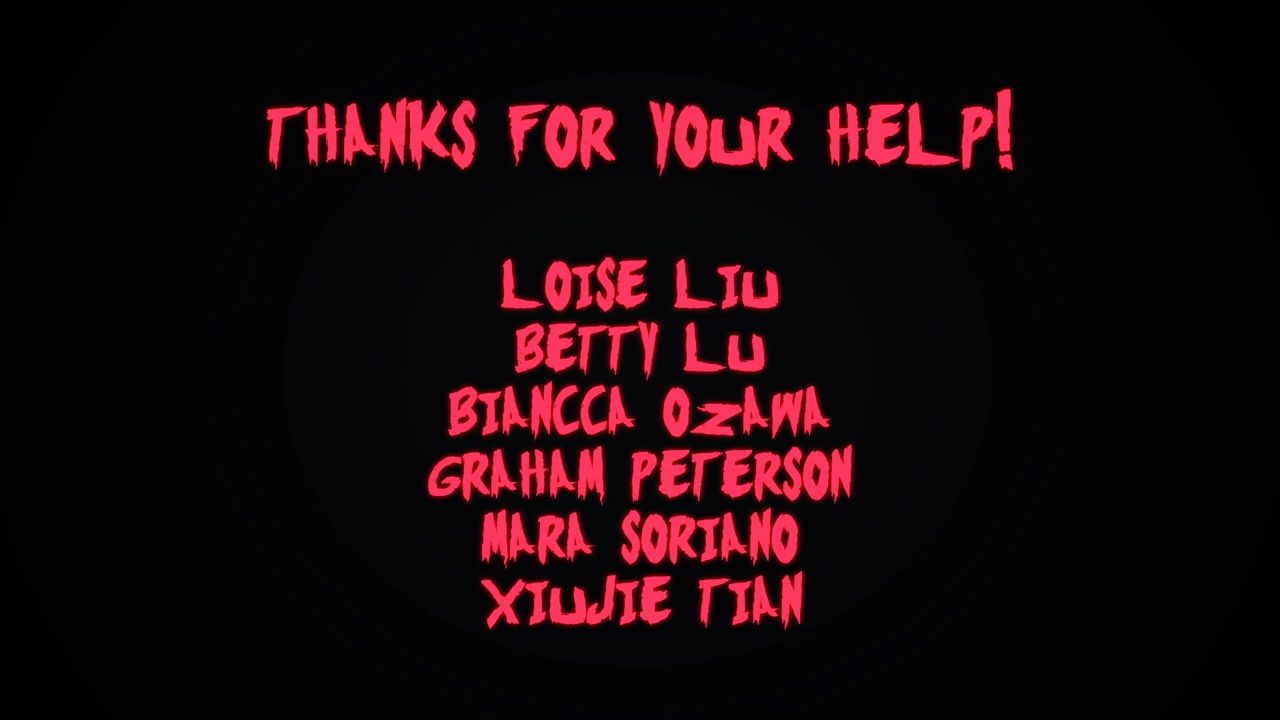 THANKS FOR YOUR HELP!
LOISE LIU
BETTY LU
BIANCCA OZAWA
GRAHAM PETERSON
MARA SORIANO
XIUJIE TIAN